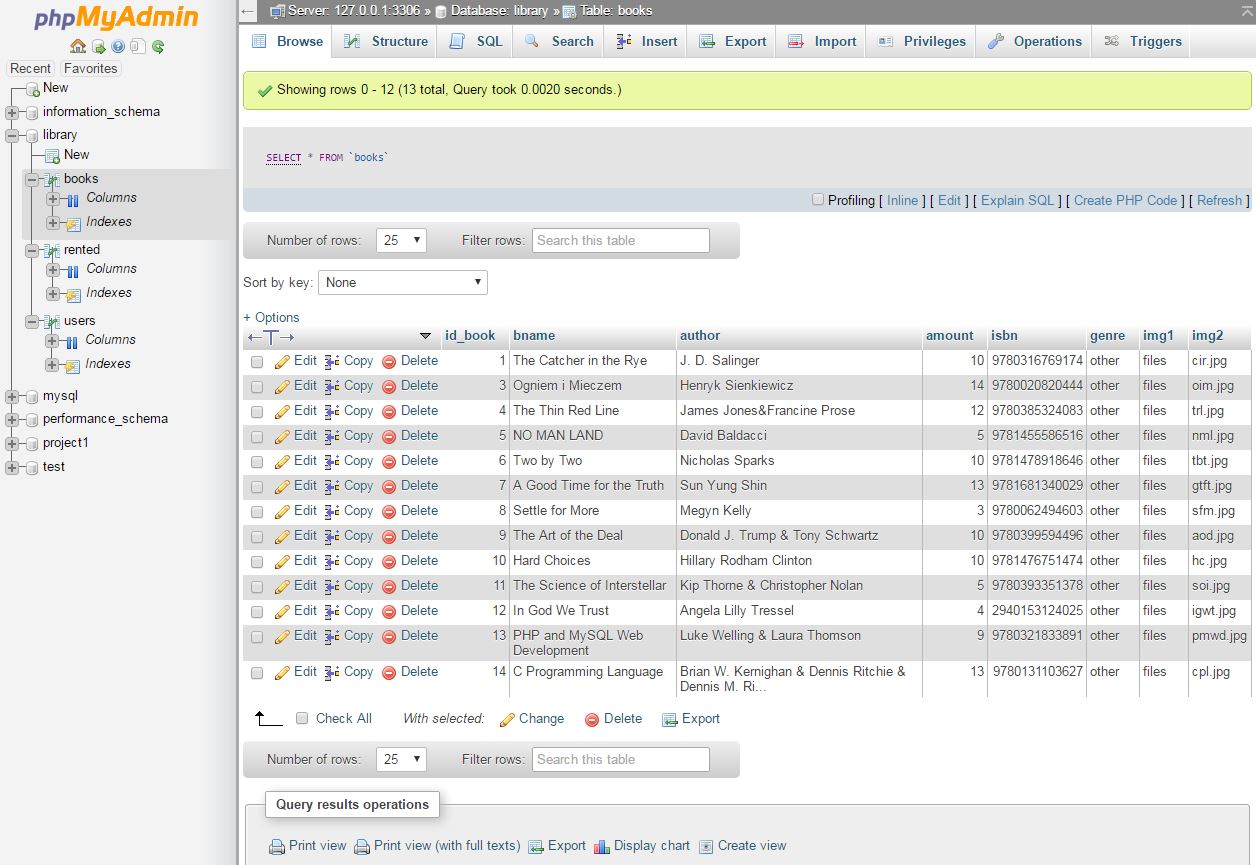 phpMyAdmin
Recent Favorites
New
information_schema
library
New
books
Columns
Indexes
rented
Columns
Indexes
users
Columns
Indexes
mysql
performance_schema
project1
test
Server: 127.0.0.1:3306 » Database: library » Table: books
Browse Structure SQL Search Insert Export Import Privileges Operations Triggers
Showing rows 0 - 12 (13 total, Query took 0.0020 seconds.)
SELECT * FROM `books`
Profiling [ Inline ] [ Edit ] [ Explain SQL ] [ Create PHP Code ] [ Refresh ]
Number of rows: 25 Filter rows: Search this table
Sort by key: None
+ Options
←T→ id_book bname author amount isbn genre img1 img2
Edit Copy Delete 1 The Catcher in the Rye J. D. Salinger 10 9780316769174 other files cir.jpg
Edit Copy Delete 3 Ogniem i Mieczem Henryk Sienkiewicz 14 9780020820444 other files oim.jpg
Edit Copy Delete 4 The Thin Red Line James Jones&Francine Prose 12 9780385324083 other files trl.jpg
Edit Copy Delete 5 NO MAN LAND David Baldacci 5 9781455586516 other files nml.jpg
Edit Copy Delete 6 Two by Two Nicholas Sparks 10 9781478918646 other files tbt.jpg
Edit Copy Delete 7 A Good Time for the Truth Sun Yung Shin 13 9781681340029 other files gtft.jpg
Edit Copy Delete 8 Settle for More Megyn Kelly 3 9780062494603 other files sfm.jpg
Edit Copy Delete 9 The Art of the Deal Donald J. Trump & Tony Schwartz 10 9780399594496 other files aod.jpg
Edit Copy Delete 10 Hard Choices Hillary Rodham Clinton 10 9781476751474 other files hc.jpg
Edit Copy Delete 11 The Science of Interstellar Kip Thorne & Christopher Nolan 5 9780393351378 other files soi.jpg
Edit Copy Delete 12 In God We Trust Angela Lilly Tressel 4 2940153124025 other files igwt.jpg
Edit Copy Delete 13 PHP and MySQL Web Luke Welling & Laura Thomson 9 9780321833891 other files pmwd.jpg
Development
Edit Copy Delete 14 C Programming Language Brian W. Kernighan & Dennis Ritchie & 13 9780131103627 other files cpl.jpg
Dennis M. Ri...
Check All With selected: Change Delete Export
Number of rows: 25 Filter rows: Search this table
Query results operations
Print view Print view (with full texts) Export Display chart Create view